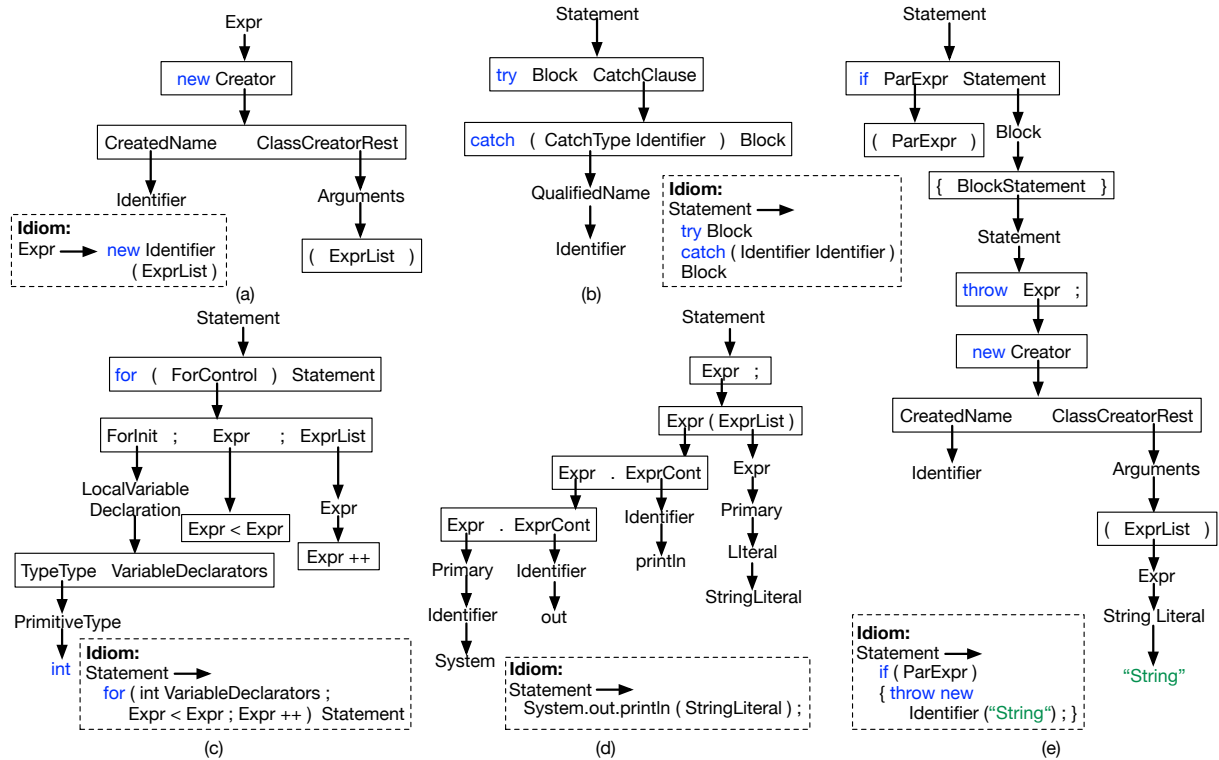 Expr
new Creator
CreatedName ClassCreatorRest
Identifier
Arguments
( ExprList )
Idiom:
Expr new Identifier
( ExprList )
(a)
Statement
try Block CatchClause
catch ( CatchType Identifier ) Block
QualifiedName
Identifier
Idiom:
Statement
try Block
catch ( Identifier Identifier )
Block
(b)
Statement
for ( ForControl ) Statement
ForInit ; Expr ; ExprList
LocalVariable
Declaration
Expr < Expr
Expr
Expr ++
TypeType VariableDeclarators
PrimitiveType
int
Idiom:
Statement
for ( int VariableDeclarators ;
Expr < Expr ; Expr ++ ) Statement
(c)
Statement
Expr ;
Expr ( ExprList )
Expr . ExprCont
Expr
Primary
LIteral
StringLiteral
Expr . ExprCont
Identifier
println
Primary
Identifier
System
Identifier
out
Idiom:
Statement
System.out.println ( StringLiteral ) ;
(d)
Statement
if ParExpr Statement
( ParExpr )
Block
{ BlockStatement }
Statement
throw Expr ;
new Creator
CreatedName ClassCreatorRest
Identifier
Arguments
( ExprList )
Expr
String Literal
“String”
Idiom:
Statement
if ( ParExpr )
{ throw new
Identifier (“String“) ; }
(e)